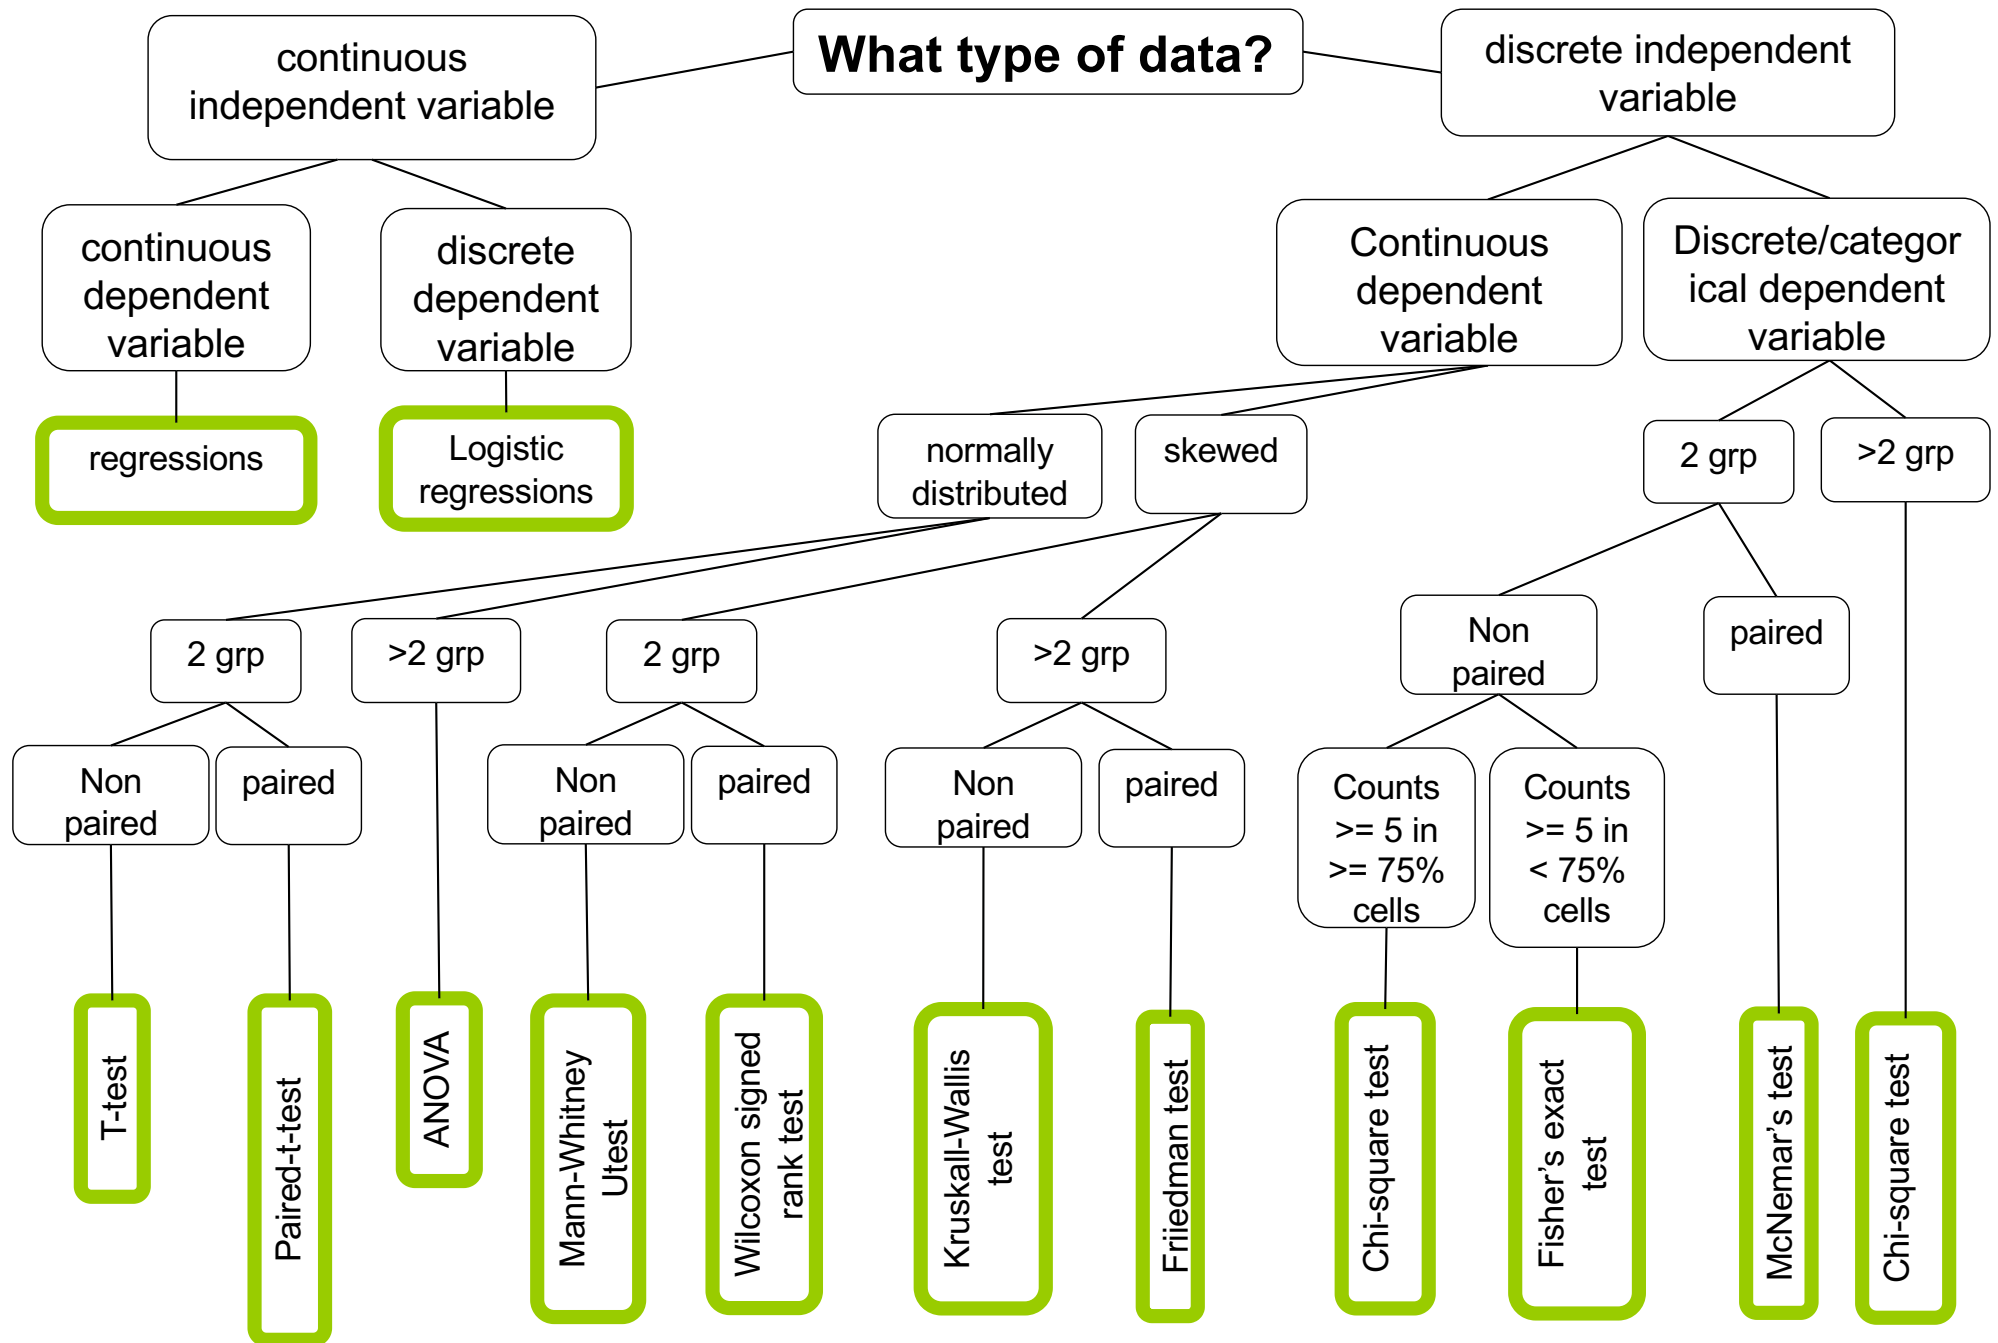 What type of data?
continuous
independent variable
discrete independent
variable
continuous
dependent
variable
discrete
dependent
variable
Continuous
dependent
variable
Discrete/categor
ical dependent
variable
regressions
Logistic
regressions
normally
distributed
skewed
2 grp
>2 grp
2 grp
>2 grp
2 grp
>2 grp
Non
paired
paired
Non
paired
paired
Non
paired
paired
Non
paired
paired
Counts
>= 5 in
>= 75%
cells
Counts
>= 5 in
< 75%
cells
T-test
Paired-t-test
ANOVA
Mann-Whitney
Utest
Wilcoxon signed
rank test
Kruskall-Wallis
test
Friiedman test
Chi-square test
Fisher’s exact
test
McNemar’s test
Chi-square test